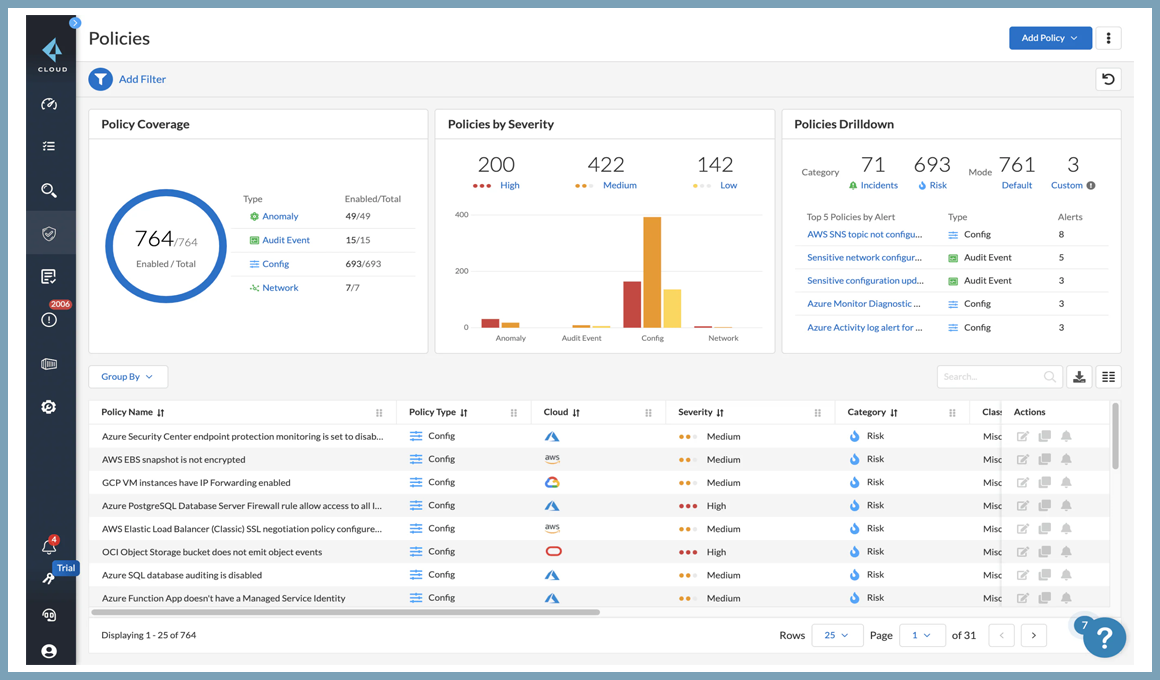 CLOUD
2006
4
Trial
Policies
Add Policy
Add Filter
Policy Coverage
764/764
Enabled / Total
Type Enabled/Total
Anomaly 49/49
Audit Event 15/15
Config 693/693
Network 7/7
Policies by Severity
200 422 142
High Medium Low
400
200
0
Anomaly Audit Event Config Network
Policies Drilldown
Category 71 693 Mode 761 3
Incidents Risk Default Custom
Top 5 Policies by Alert Type Alerts
AWS SNS topic not configu... Config 8
Sensitive network configur... Audit Event 5
Sensitive configuration upd... Audit Event 3
Azure Monitor Diagnostic ... Config 3
Azure Activity log alert for ... Config 3
Group By
Search...
Policy Name Policy Type Cloud Severity Category Clas Actions
Azure Security Center endpoint protection monitoring is set to disab... Config Medium Risk Misc
AWS EBS snapshot is not encrypted Config aws Medium Risk Misc
GCP VM instances have IP Forwarding enabled Config Medium Risk Misc
Azure PostgreSQL Database Server Firewall rule allow access to all I... Config High Risk Misc
AWS Elastic Load Balancer (Classic) SSL negotiation policy configure... Config aws Medium Risk Misc
OCI Object Storage bucket does not emit object events Config High Risk Misc
Azure SQL database auditing is disabled Config Medium Risk Misc
Azure Function App doesn't have a Managed Service Identity Config Medium Risk Misc
Displaying 1 - 25 of 764
Rows 25 Page 1 of 31
7
?